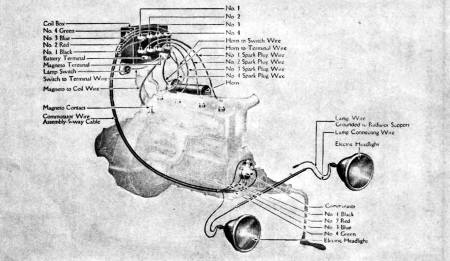 No. 1
No. 2
No. 3
No. 4
Coil Box
No. 4 Green
No. 3 Blue
No. 2 Red
No. 1 Black
Battery Terminal
Magneto Terminal
Lamp Switch
Switch to Terminal Wire
Magneto to Coil Wire
Magneto Contact
Commutator Wire
Assembly-5-way Cable
Horn to Switch Wire
Horn to Terminal Wire
No 1 Spark Plug Wire
No 2 Spark Plug Wire
No 3 Spark Plug Wire
No 4 Spark Plug Wire
Horn
Lamp Wire
Grounded to Radiator Support
Lamp Connecting Wire
Electric Headlight
Commutator
No 1 Black
No 2 Red
No 3 Blue
No 4 Green
Electric Headlight